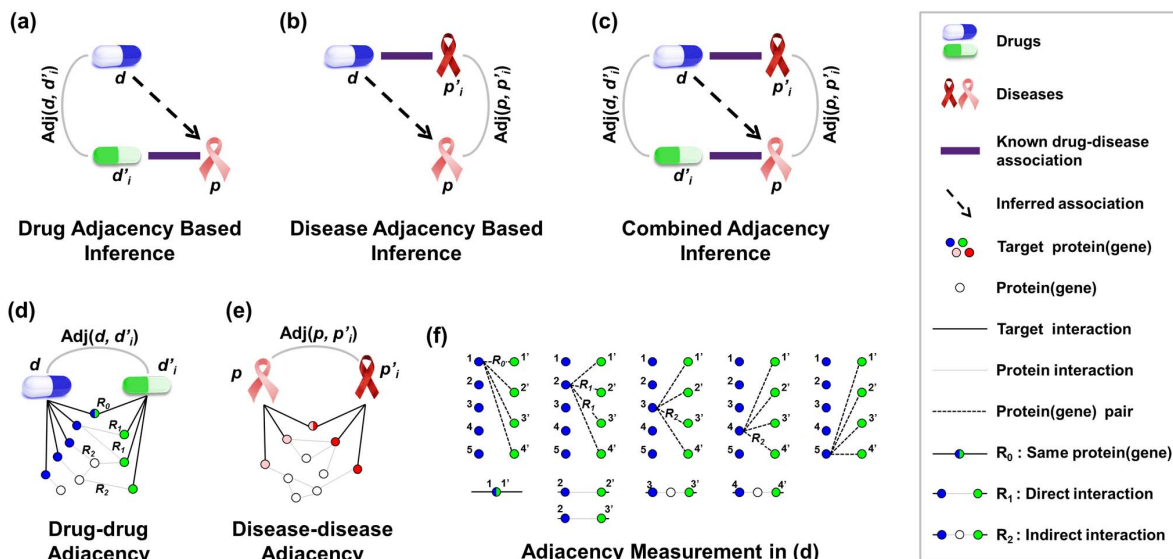 (a)
Adj(d, d'i)
d
d'i
p
Drug Adjacency Based
Inference
(b)
d
p'i
Adj(p, p'i)
p
Disease Adjacency Based
Inference
(c)
Adj(d, d'i)
d
p'i
Adj(p, p'i)
d'i
p
Combined Adjacency
Inference
(d)
Adj(d, d'i)
d
d'i
R0
R1
R1
R2
R2
Drug-drug
Adjacency
(e)
Adj(p, p'i)
p
p'i
Disease-disease
Adjacency
(f)
1 R0 1'
2 2'
3 3'
4 4'
5
1 1'
2 R1 2'
3 R1 3'
4 4'
5
1 1'
2 2'
3 R2 3'
4 4'
5
1 1'
2 2'
3 3'
4 R2 4'
5
1 1'
2 2'
3 3'
4 4'
5
1 1'
2 2'
2 3'
3 3'
4 4'
Adjacency Measurement in (d)
Drugs
Diseases
Known drug-disease
association
Inferred association
Target protein(gene)
Protein(gene)
Target interaction
Protein interaction
Protein(gene) pair
R0 : Same protein(gene)
R1 : Direct interaction
R2 : Indirect interaction